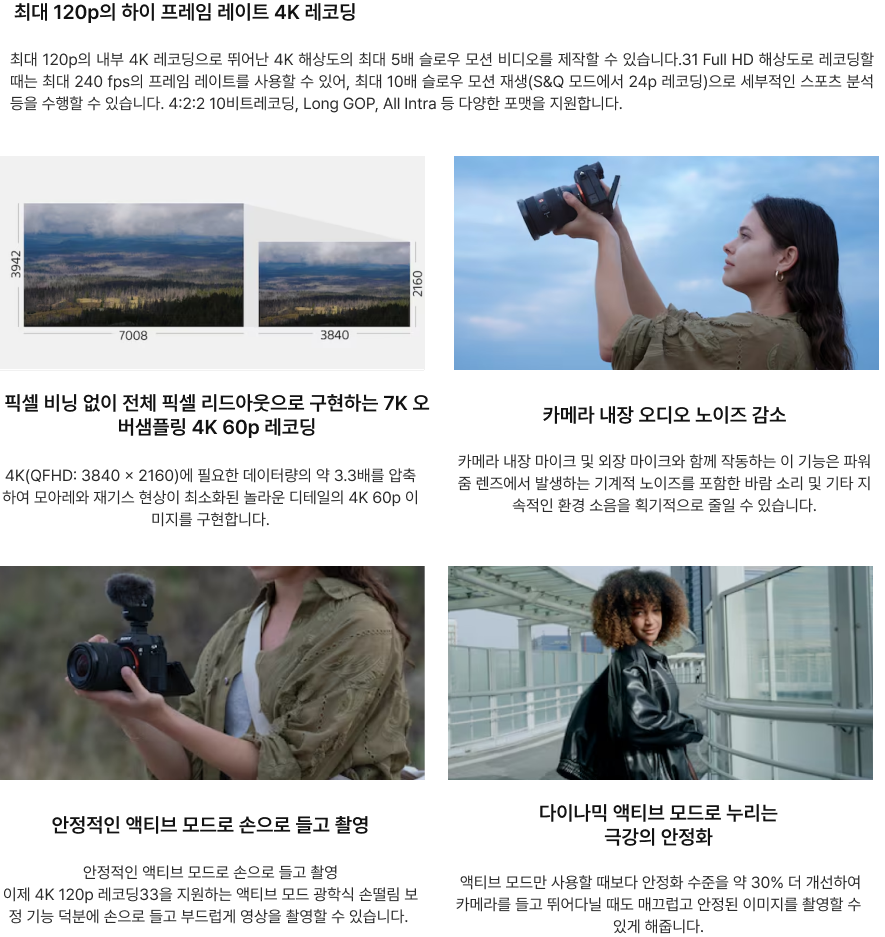 최대 120p의 하이 프레임 레이트 4K 레코딩
최대 120p의 내부 4K 레코딩으로 뛰어난 4K 해상도의 최대 5배 슬로우 모션 비디오를 제작할 수 있습니다.31 Full HD 해상도로 레코딩할
때는 최대 240 fps의 프레임 레이트를 사용할 수 있어, 최대 10배 슬로우 모션 재생(S&Q 모드에서 24p 레코딩)으로 세부적인 스포츠 분석
등을 수행할 수 있습니다. 4:2:2 10비트레코딩, Long GOP, All Intra 등 다양한 포맷을 지원합니다.
3942
7008
2160
3840
픽셀 비닝 없이 전체 픽셀 리드아웃으로 구현하는 7K 오
버샘플링 4K 60p 레코딩
4K(QFHD: 3840 × 2160)에 필요한 데이터량의 약 3.3배를 압축
하여 모아레와 재기스 현상이 최소화된 놀라운 디테일의 4K 60p 이
미지를 구현합니다.
카메라 내장 오디오 노이즈 감소
카메라 내장 마이크 및 외장 마이크와 함께 작동하는 이 기능은 파워
줌 렌즈에서 발생하는 기계적 노이즈를 포함한 바람 소리 및 기타 지
속적인 환경 소음을 획기적으로 줄일 수 있습니다.
안정적인 액티브 모드로 손으로 들고 촬영
안정적인 액티브 모드로 손으로 들고 촬영
이제 4K 120p 레코딩33을 지원하는 액티브 모드 광학식 손떨림 보
정 기능 덕분에 손으로 들고 부드럽게 영상을 촬영할 수 있습니다.
다이나믹 액티브 모드로 누리는
극강의 안정화
액티브 모드만 사용할 때보다 안정화 수준을 약 30% 더 개선하여
카메라를 들고 뛰어다닐 때도 매끄럽고 안정된 이미지를 촬영할 수
있게 해줍니다.